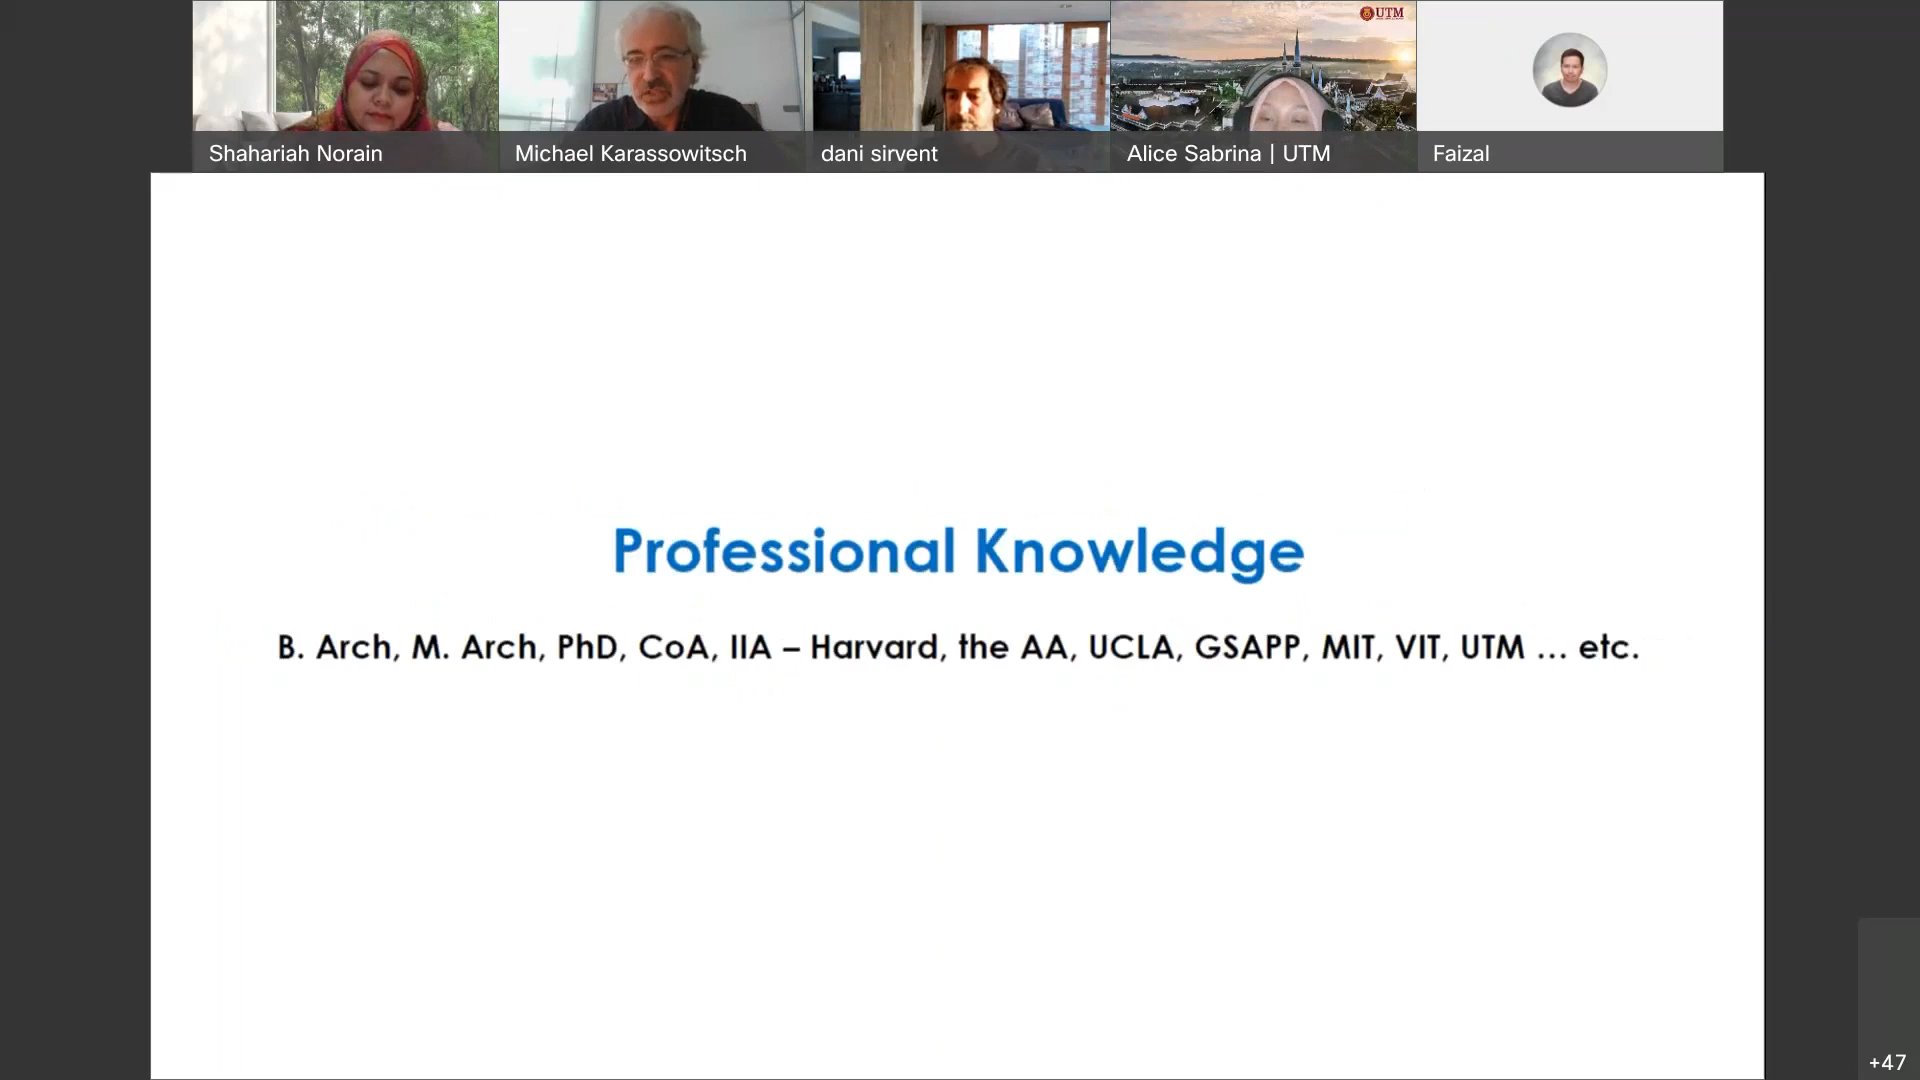 UTM
Shahariah Norain
Michael Karassowitsch
dani sirvent
Alice Sabrina | UTM
Faizal
Professional Knowledge
B. Arch, M. Arch, PhD, CoA, IIA – Harvard, the AA, UCLA, GSAPP, MIT, VIT, UTM ... etc.
+47